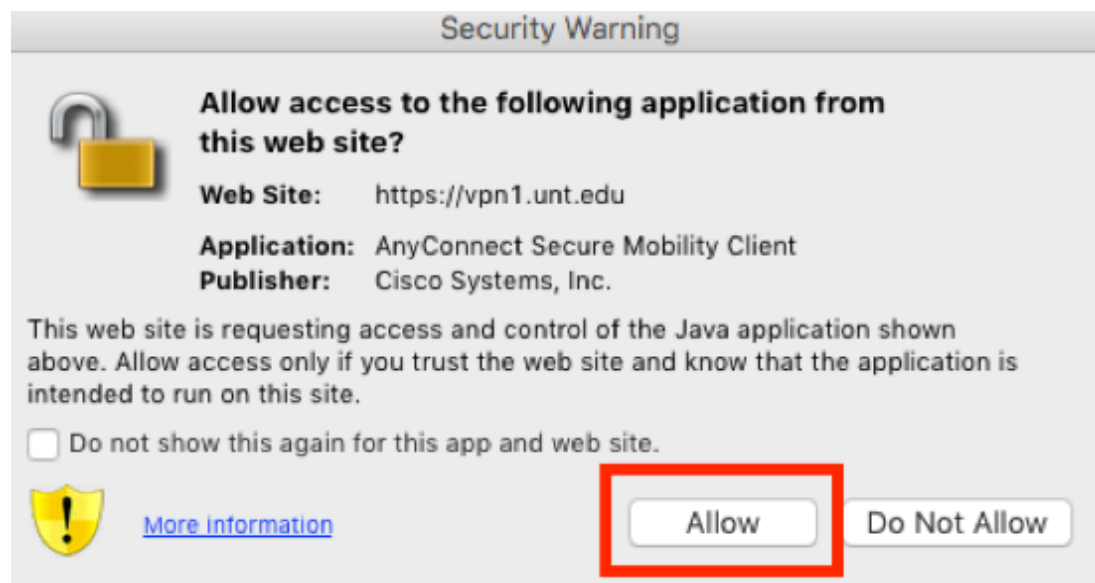 Security Warning
Allow access to the following application from
this web site?
Web Site: https://vpn1.unt.edu
Application: AnyConnect Secure Mobility Client
Publisher: Cisco Systems, Inc.
This web site is requesting access and control of the Java application shown
above. Allow access only if you trust the web site and know that the application is
intended to run on this site.
Do not show this again for this app and web site.
More information Allow Do Not Allow